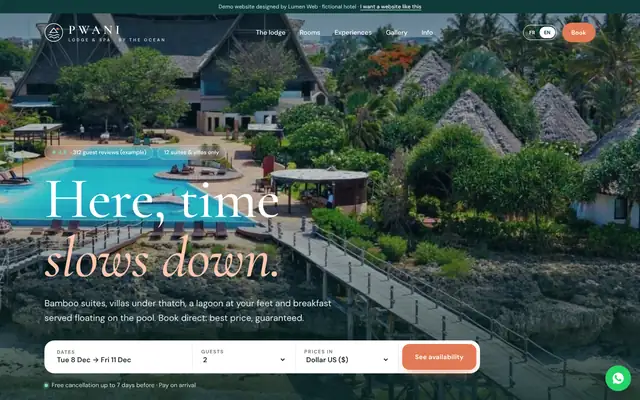 Demo website designed by Lumen Web · fictional hotel · I want a website like this
PWANI
LODGE & SPA · BY THE OCEAN
The lodge
Rooms
Experiences
Gallery
Info
FR
EN
Book
312 guest reviews (example)
12 suites & villas only
Here, time
slows down.
Bamboo suites, villas under thatch, a lagoon at your feet and breakfast
served floating on the pool. Book direct: best price, guaranteed.
DATES
Tue 8 Dec → Fri 11 Dec
GUESTS
2
PRICES IN
Dollar US ($)
See availability
Free cancellation up to 7 days before · Pay on arrival